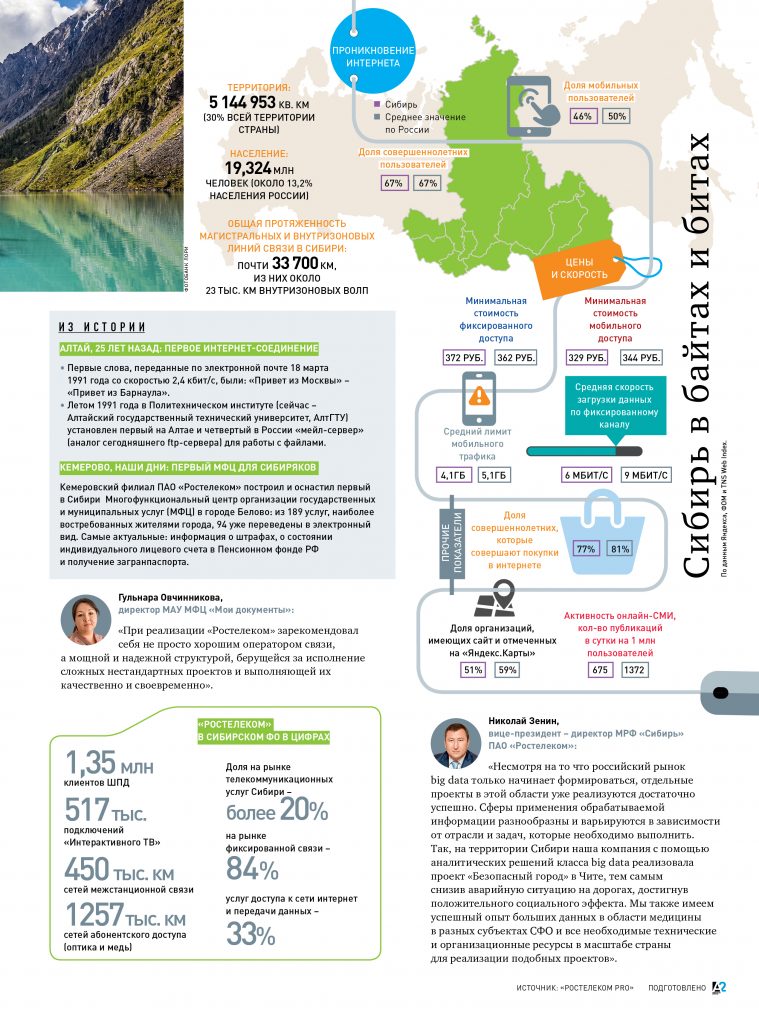 ПРОНИКНОВЕНИЕ
ИНТЕРНЕТА
ТЕРРИТОРИЯ:
5 144 953 КВ. КМ
(30% ВСЕЙ ТЕРРИТОРИИ
СТРАНЫ)
НАСЕЛЕНИЕ:
19,324 МЛН
ЧЕЛОВЕК (ОКОЛО 13,2%
НАСЕЛЕНИЯ РОССИИ)
ОБЩАЯ ПРОТЯЖЕННОСТЬ
МАГИСТРАЛЬНЫХ И ВНУТРИЗОНОВЫХ
ЛИНИЙ СВЯЗИ В СИБИРИ:
ПОЧТИ 33 700 КМ,
ИЗ НИХ ОКОЛО
23 ТЫС. КМ ВНУТРИЗОНОВЫХ ВОЛП
ФОТОБАНК ЛОРИ
Сибирь
Среднее значение
по России
Доля мобильных
пользователей
46% 50%
Доля совершеннолетних
пользователей
67% 67%
Сибирь в байтах и битах
По данным Яндекса, ФОМ и TNS Web Index.
ЦЕНЫ
И СКОРОСТЬ
Минимальная
стоимость
фиксированного
доступа
372 РУБ. 362 РУБ.
Минимальная
стоимость
мобильного
доступа
329 РУБ. 344 РУБ.
Средний лимит
мобильного
трафика
4,1ГБ 5,1ГБ
Средняя скорость
загрузки данных
по фиксированному
каналу
6 МБИТ/С 9 МБИТ/С
ПРОЧИЕ
ПОКАЗАТЕЛИ
Доля
совершеннолетних,
которые
совершают покупки
в интернете
77% 81%
Доля организаций,
имеющих сайт и отмеченных
на «Яндекс.Карты»
51% 59%
Активность онлайн-СМИ,
кол-во публикаций
в сутки на 1 млн
пользователей
675 1372
ИЗ ИСТОРИИ
АЛТАЙ, 25 ЛЕТ НАЗАД: ПЕРВОЕ ИНТЕРНЕТ-СОЕДИНЕНИЕ
• Первые слова, переданные по электронной почте 18 марта
1991 года со скоростью 2,4 кбит/с, были: «Привет из Москвы» –
«Привет из Барнаула».
• Летом 1991 года в Политехническом институте (сейчас –
Алтайский государственный технический университет, АлтГТУ)
установлен первый на Алтае и четвертый в России «мейл-сервер»
(аналог сегодняшнего ftp-сервера) для работы с файлами.
КЕМЕРОВО, НАШИ ДНИ: ПЕРВЫЙ МФЦ ДЛЯ СИБИРЯКОВ
Кемеровский филиал ПАО «Ростелеком» построил и оснастил первый
в Сибири Многофункциональный центр организации государственных
и муниципальных услуг (МФЦ) в городе Белово: из 189 услуг, наиболее
востребованных жителями города, 94 уже переведены в электронный
вид. Самые актуальные: информация о штрафах, о состоянии
индивидуального лицевого счета в Пенсионном фонде РФ
и получение загранпаспорта.
Гульнара Овчинникова,
директор МАУ МФЦ «Мои документы»:
«При реализации «Ростелеком» зарекомендовал
себя не просто хорошим оператором связи,
а мощной и надежной структурой, берущейся за исполнение
сложных нестандартных проектов и выполняющей их
качественно и своевременно».
«РОСТЕЛЕКОМ»
В СИБИРСКОМ ФО В ЦИФРАХ
1,35 МЛН
клиентов ШПД
517 ТЫС.
подключений
«Интерактивного ТВ»
450 ТЫС. КМ
сетей межстанционной связи
1257 ТЫС. КМ
сетей абонентского доступа
(оптика и медь)
Доля на рынке
телекоммуникационных
услуг Сибири –
более 20%
на рынке
фиксированной связи –
84%
услуг доступа к сети интернет
и передачи данных –
33%
Николай Зенин,
вице-президент – директор МРФ «Сибирь»
ПАО «Ростелеком»:
«Несмотря на то что российский рынок
big data только начинает формироваться, отдельные
проекты в этой области уже реализуются достаточно
успешно. Сферы применения обрабатываемой
информации разнообразны и варьируются в зависимости
от отрасли и задач, которые необходимо выполнить.
Так, на территории Сибири наша компания с помощью
аналитических решений класса big data реализовала
проект «Безопасный город» в Чите, тем самым
снизив аварийную ситуацию на дорогах, достигнув
положительного социального эффекта. Мы также имеем
успешный опыт больших данных в области медицины
в разных субъектах СФО и все необходимые технические
и организационные ресурсы в масштабе страны
для реализации подобных проектов».
ИСТОЧНИК: «РОСТЕЛЕКОМ PRO» ПОДГОТОВЛЕНО